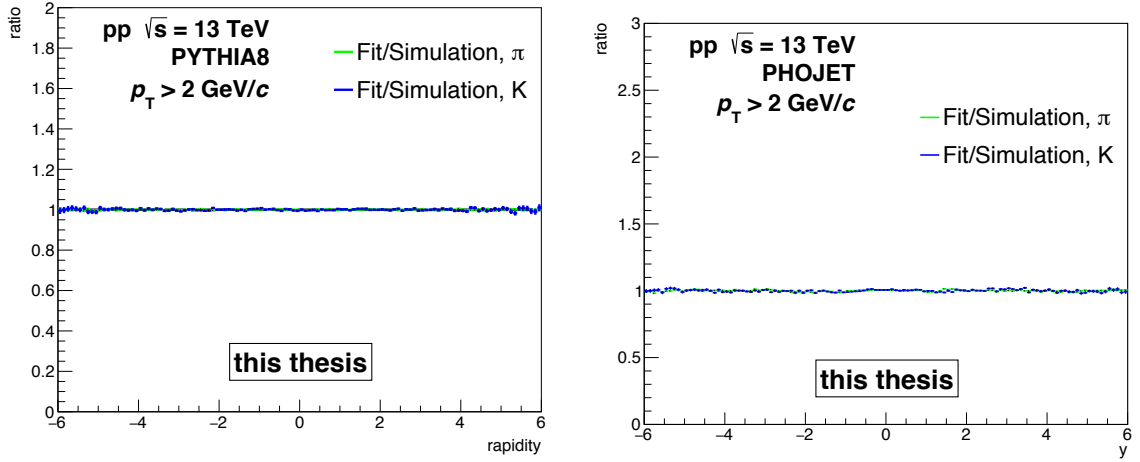 ratio
pp √s = 13 TeV
PYTHIA8
p_T > 2 GeV/c
Fit/Simulation, π
Fit/Simulation, K
2
1.8
1.6
1.4
1.2
1
0.8
0.6
0.4
0.2
0
this thesis
−6 −4 −2 0 2 4 6
rapidity
ratio
pp √s = 13 TeV
PHOJET
p_T > 2 GeV/c
Fit/Simulation, π
Fit/Simulation, K
3
2.5
2
1.5
1
0.5
0
this thesis
−6 −4 −2 0 2 4 6
y